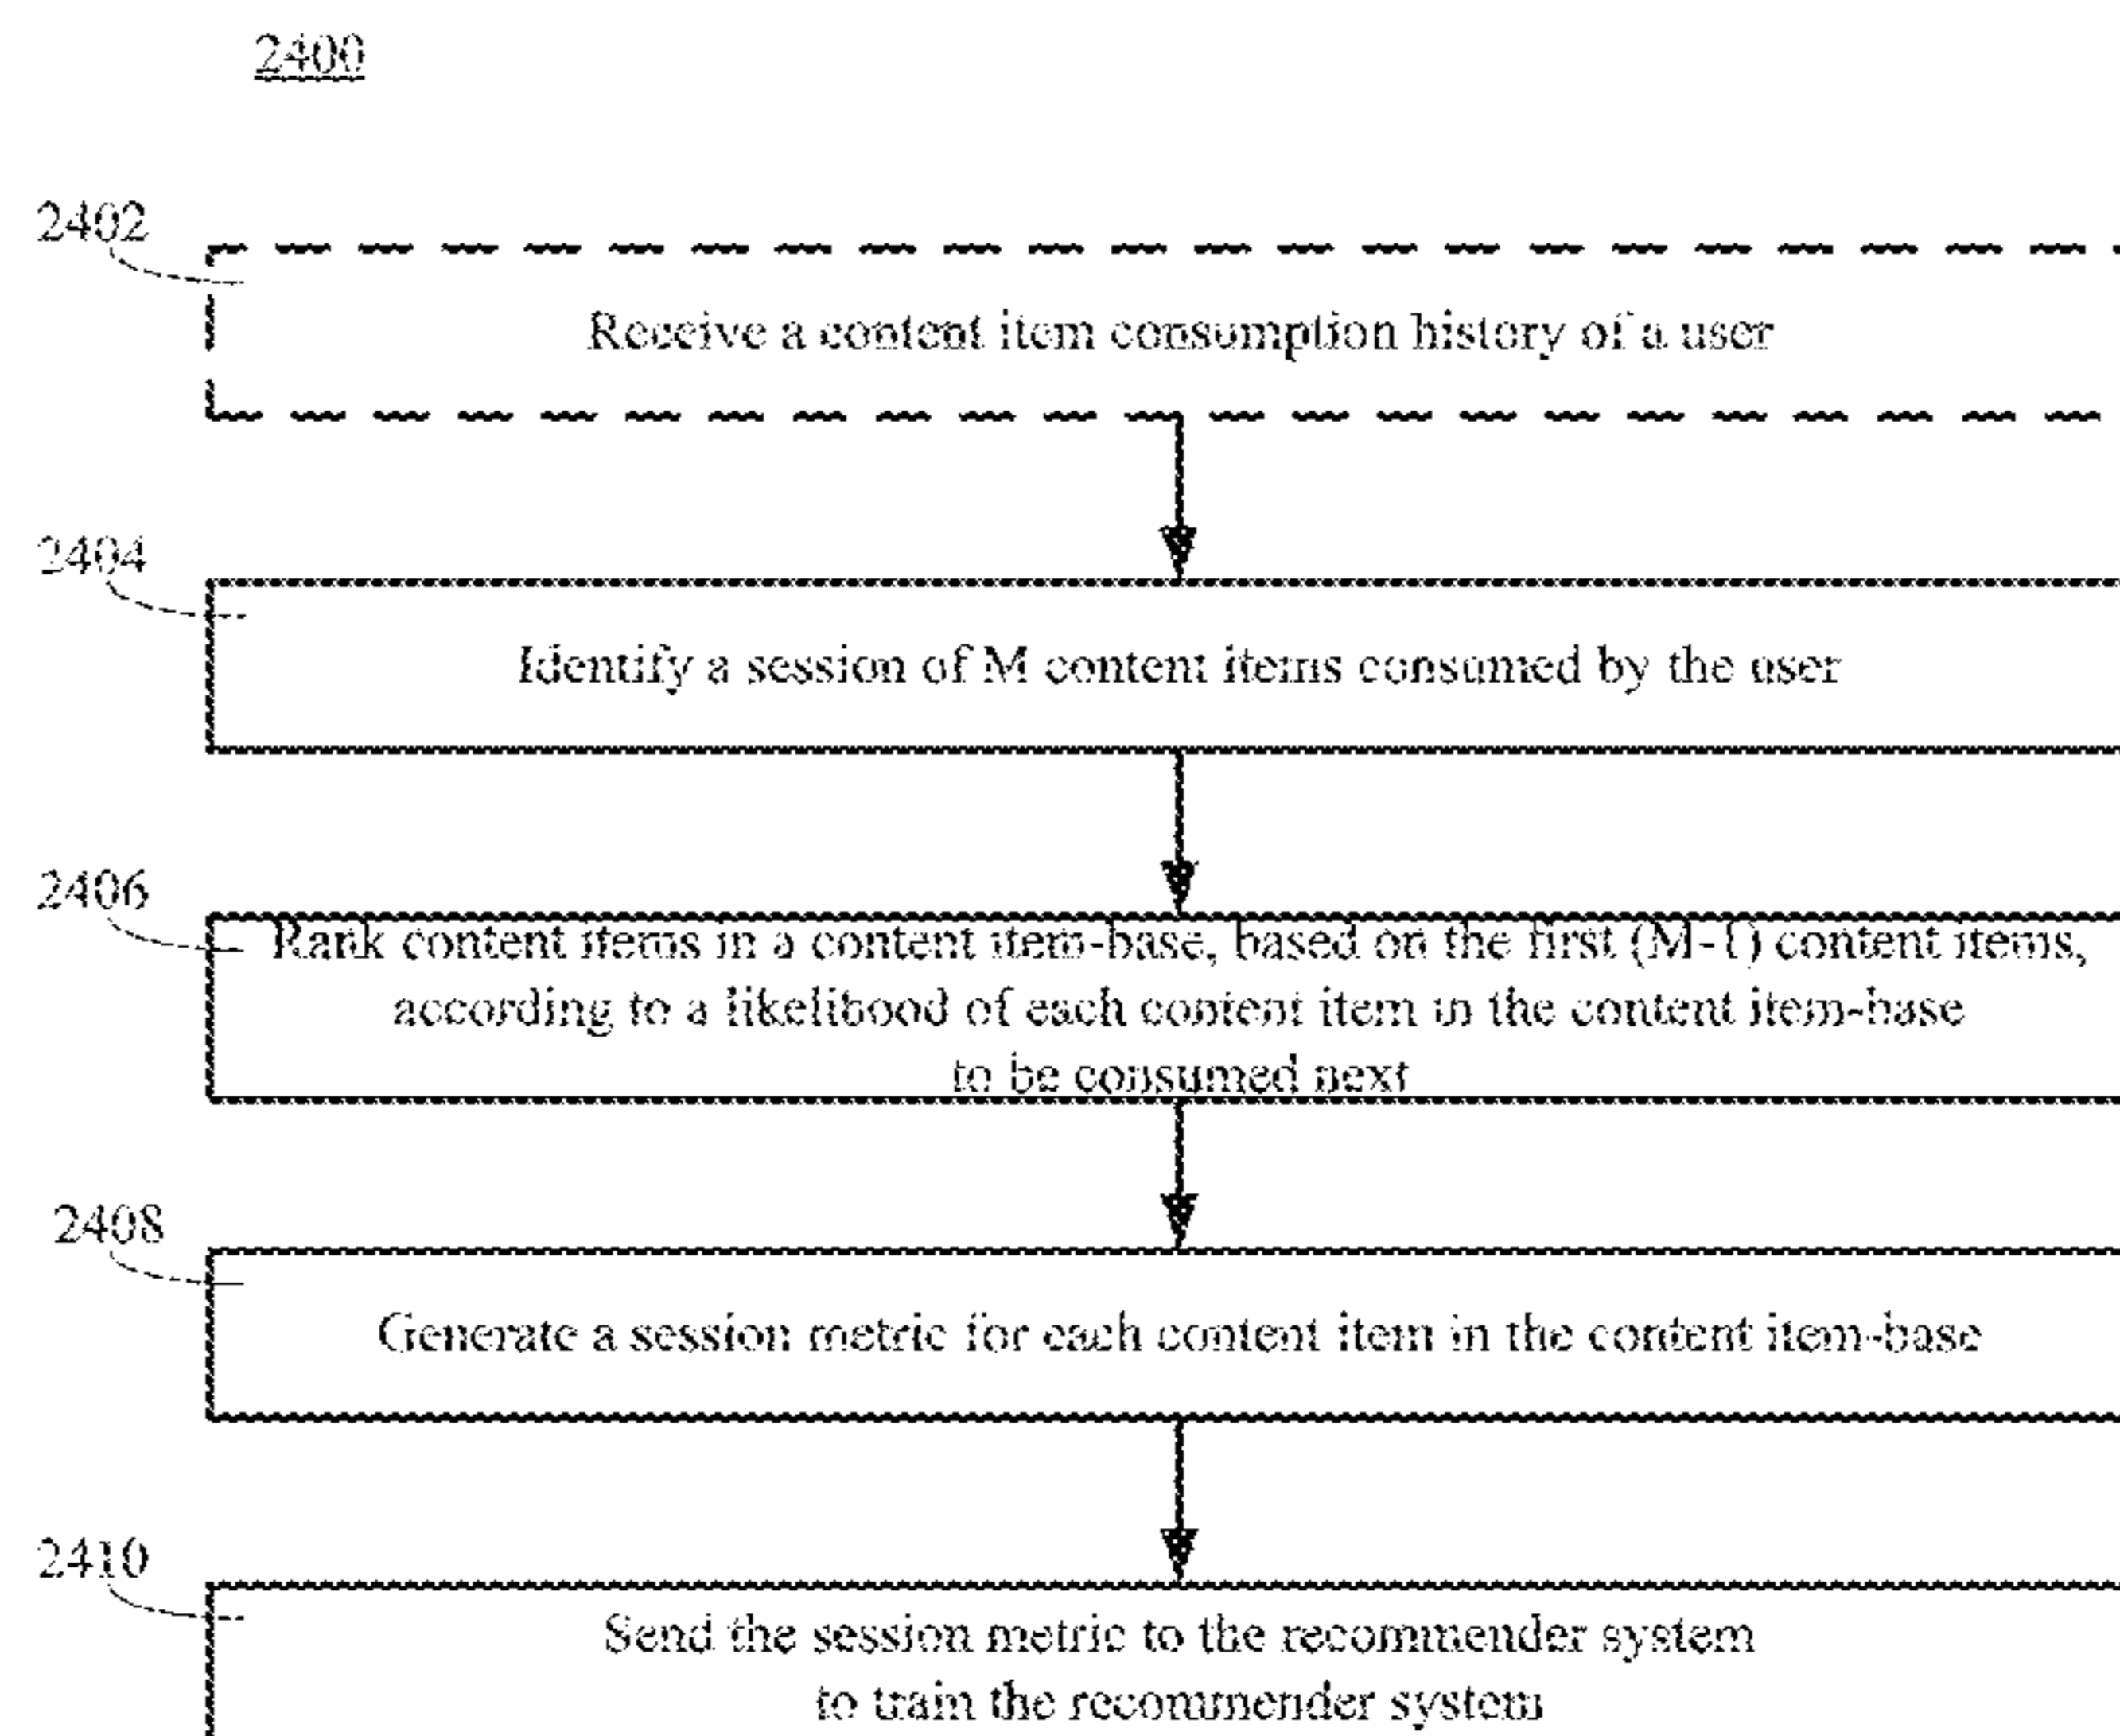 2400
2402
Receive a content item consumption history of a user
2404
Identify a session of M content items consumed by the user
2406
Rank content items in a content item-base, based on the first (M-1) content items,
according to a likelihood of each content item in the content item-base
to be consumed next
2408
Generate a session metric for each content item in the content item-base
2410
Send the session metric to the recommender system
to train the recommender system